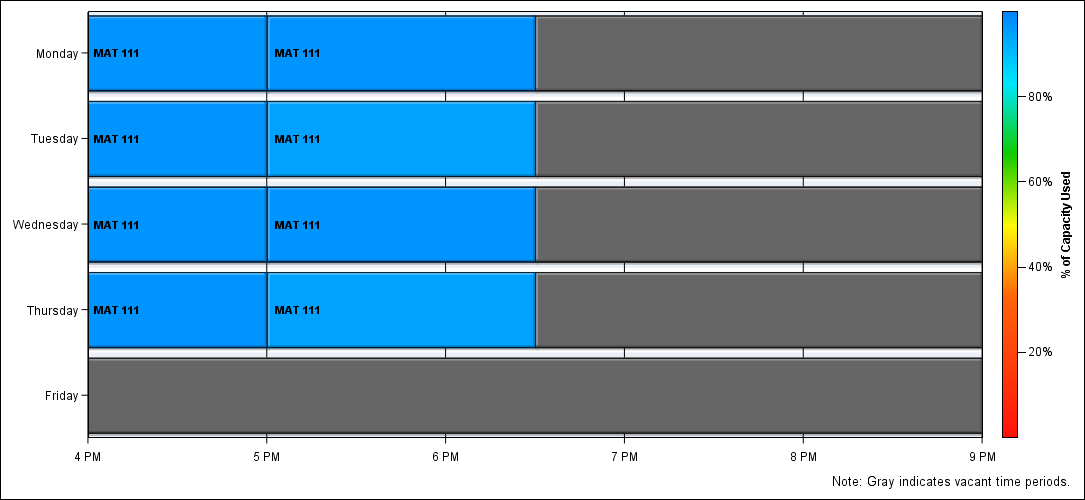 Monday
MAT 111
MAT 111
Tuesday
MAT 111
MAT 111
Wednesday
MAT 111
MAT 111
Thursday
MAT 111
MAT 111
Friday
4 PM
5 PM
6 PM
7 PM
8 PM
9 PM
80%
60%
40%
20%
% of Capacity Used
Note: Gray indicates vacant time periods.